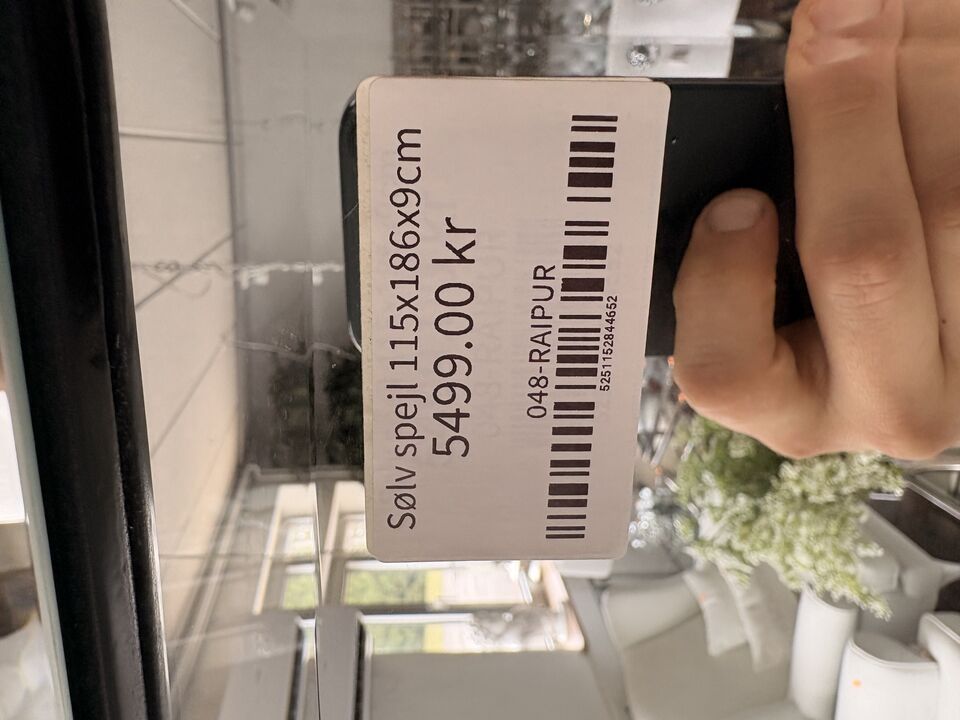 Sølv spejl 115x186x9cm
5499.00 kr
048-RAIPUR
5251152844652